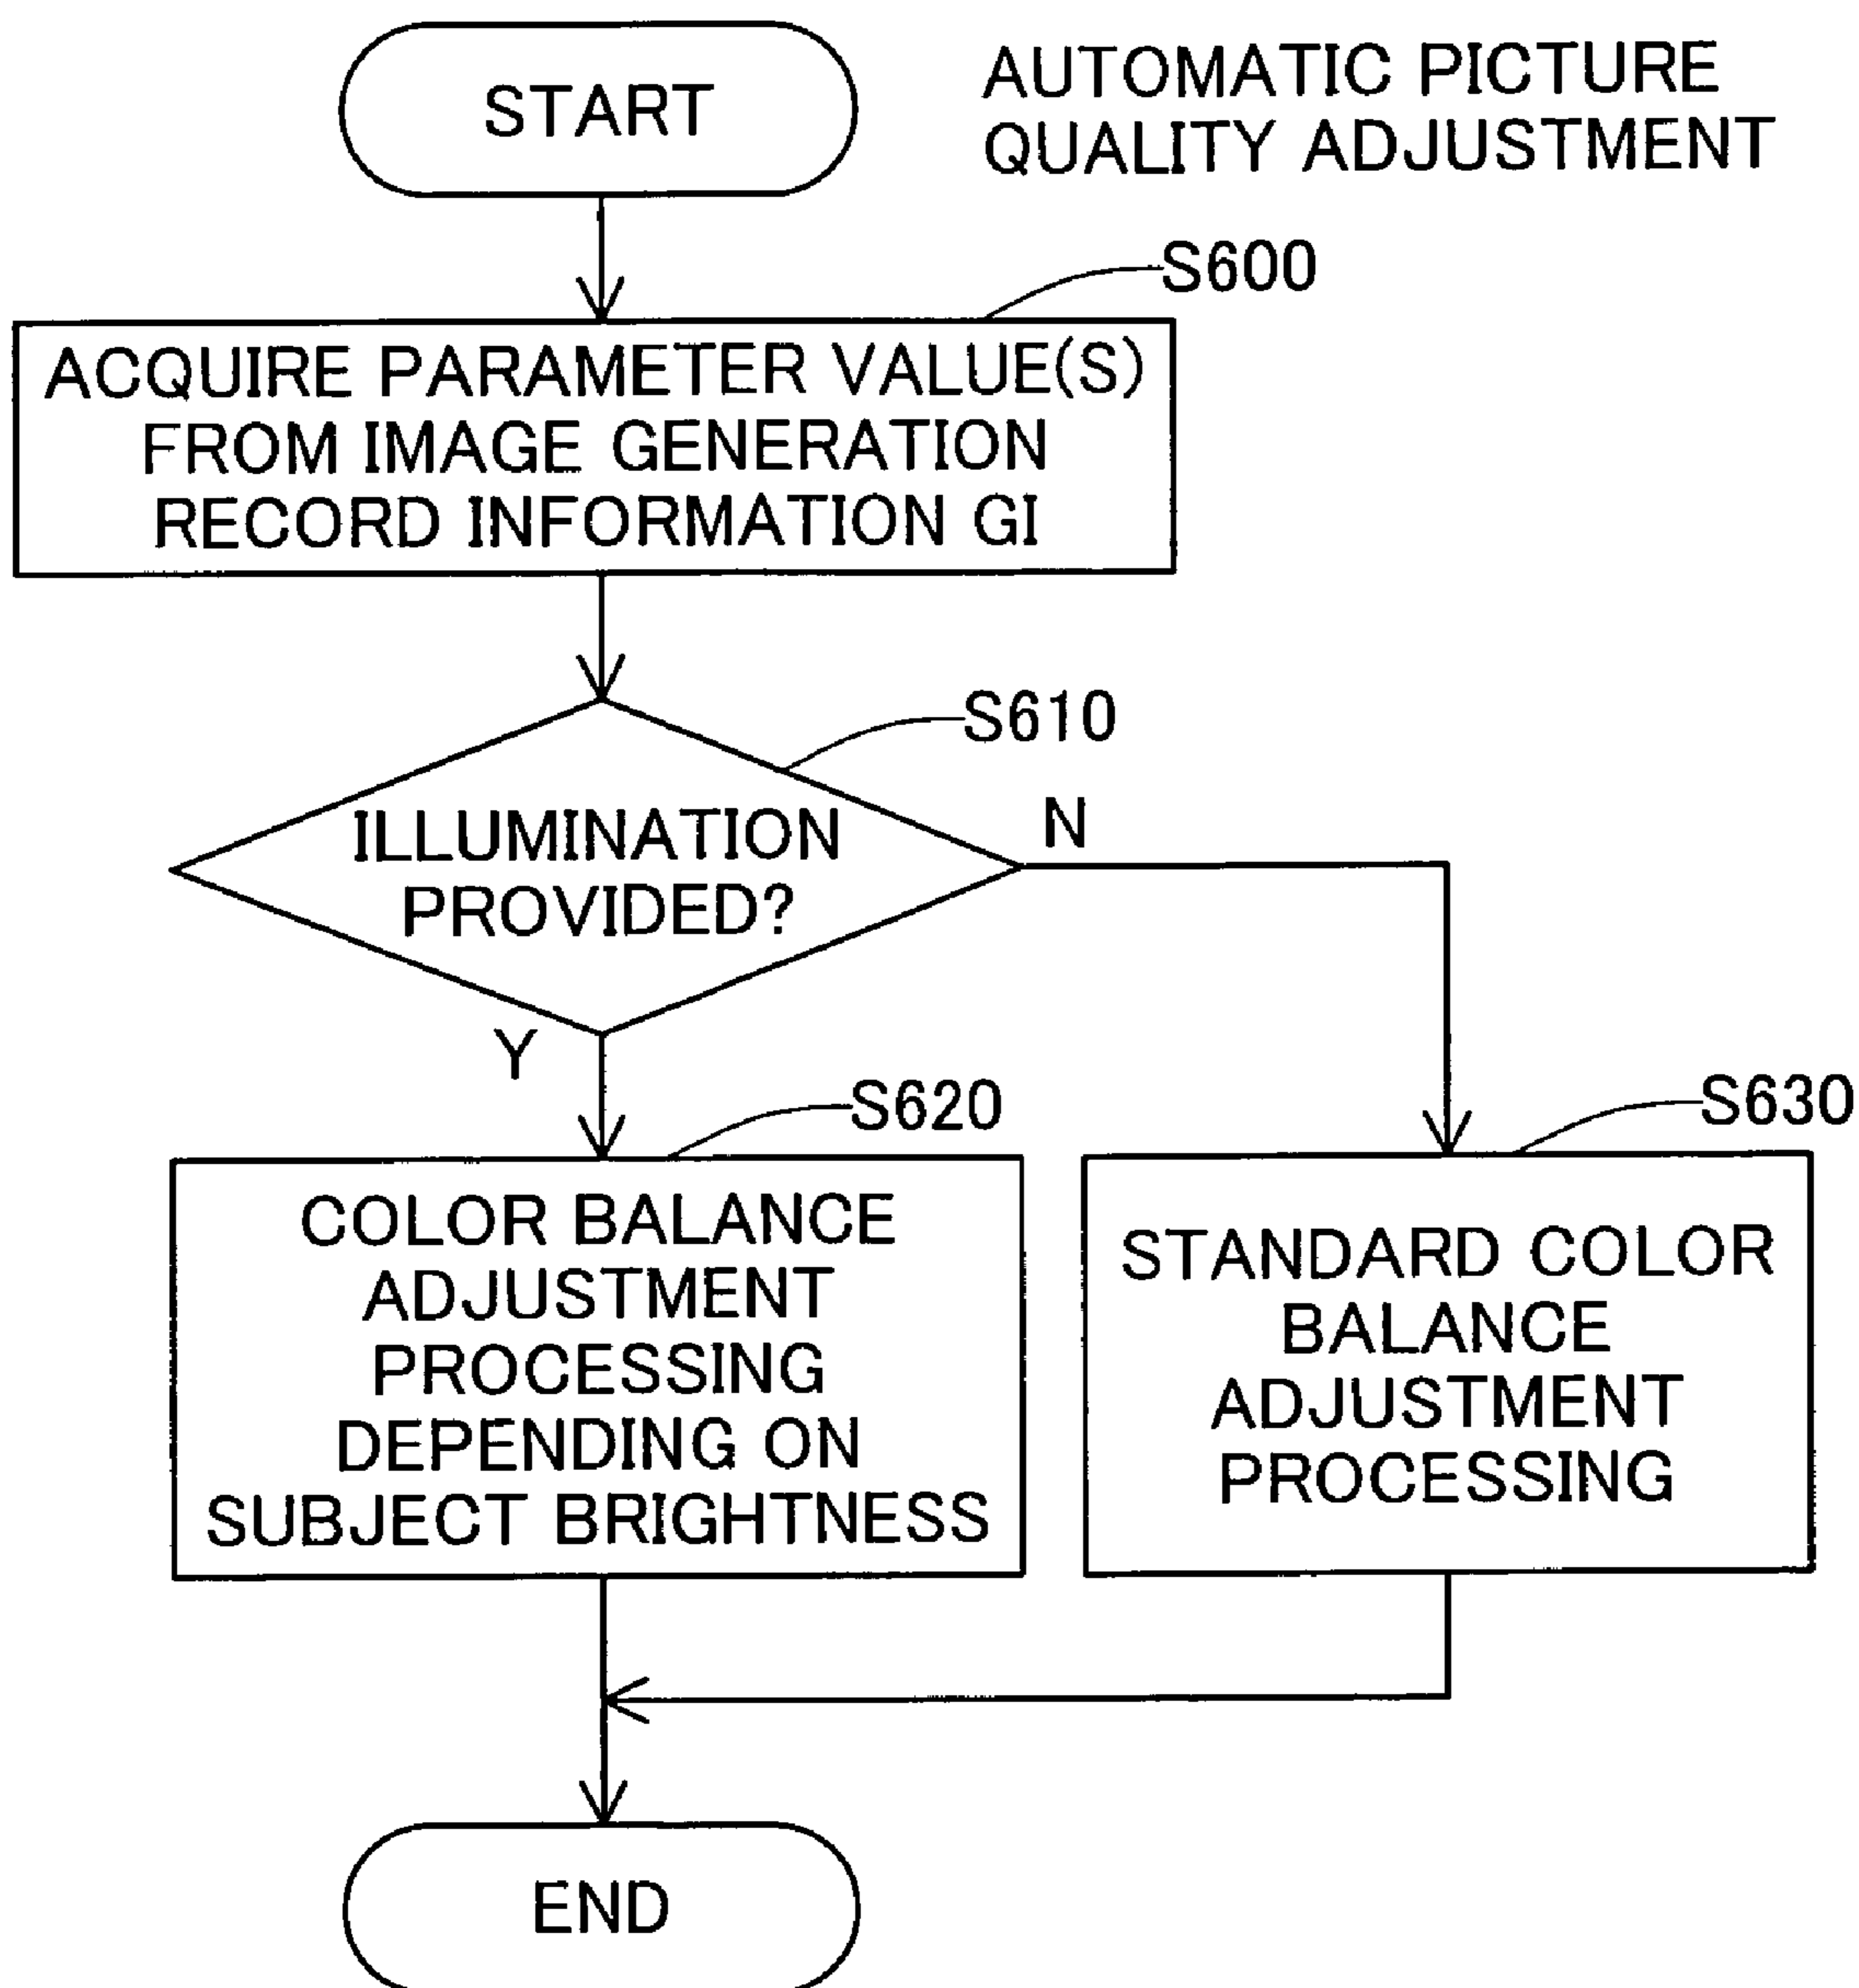 START
AUTOMATIC PICTURE
QUALITY ADJUSTMENT
S600
ACQUIRE PARAMETER VALUE(S)
FROM IMAGE GENERATION
RECORD INFORMATION GI
S610
ILLUMINATION
PROVIDED?
N
Y
S620
COLOR BALANCE
ADJUSTMENT
PROCESSING
DEPENDING ON
SUBJECT BRIGHTNESS
S630
STANDARD COLOR
BALANCE
ADJUSTMENT
PROCESSING
END